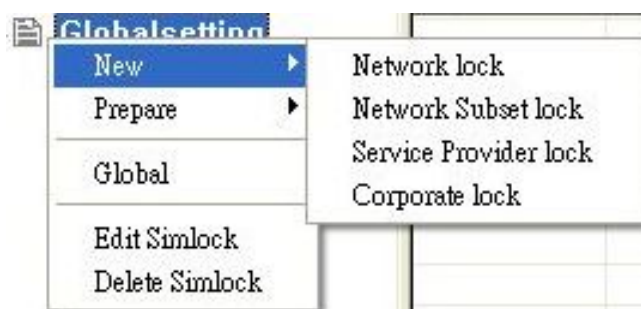 Globalsetting
New
Prepare
Global
Edit Simlock
Delete Simlock
Network lock
Network Subset lock
Service Provider lock
Corporate lock